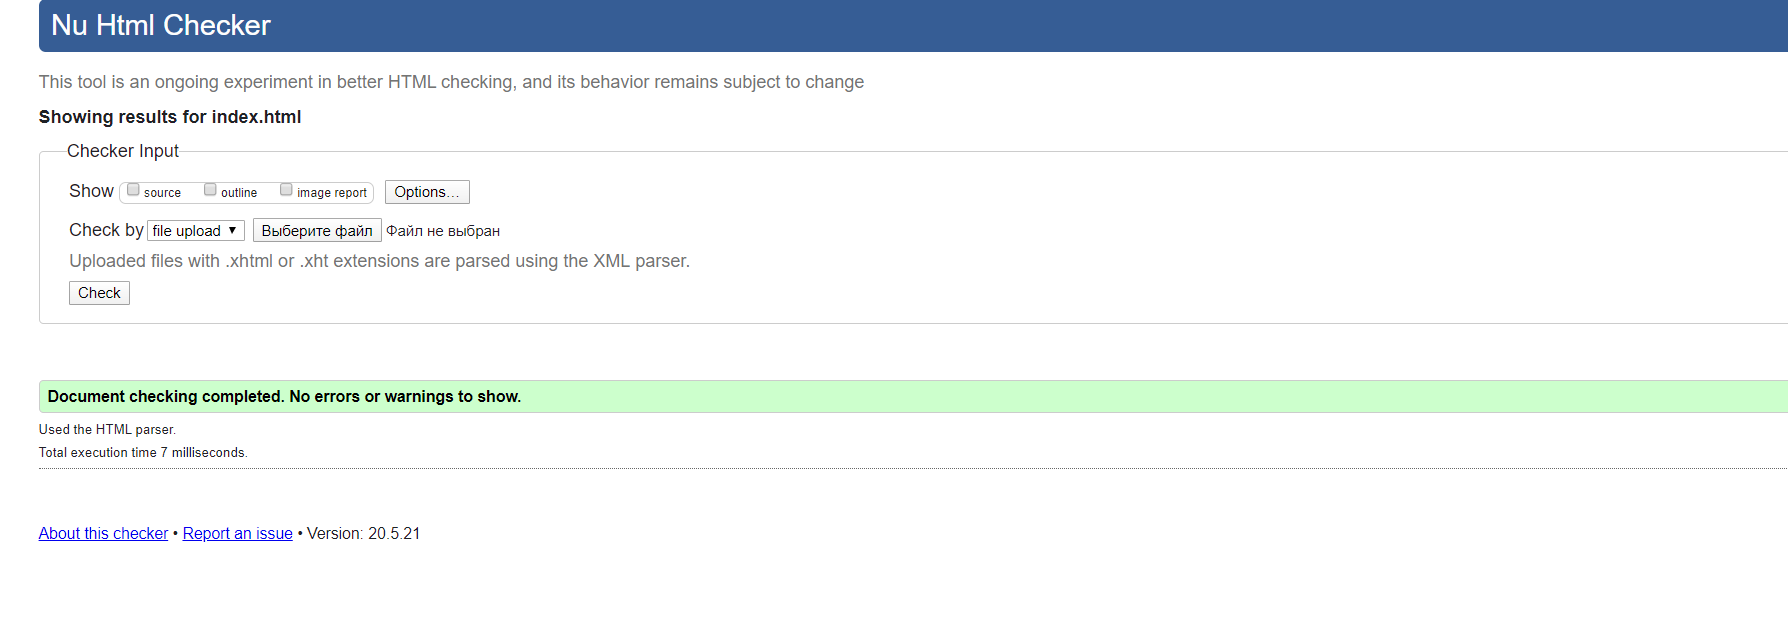 Nu Html Checker
This tool is an ongoing experiment in better HTML checking, and its behavior remains subject to change
Showing results for index.html
Checker Input
Show source outline image report Options…
Check by file upload Выберите файл Файл не выбран
Uploaded files with .xhtml or .xht extensions are parsed using the XML parser.
Check
Document checking completed. No errors or warnings to show.
Used the HTML parser.
Total execution time 7 milliseconds.
About this checker • Report an issue • Version: 20.5.21